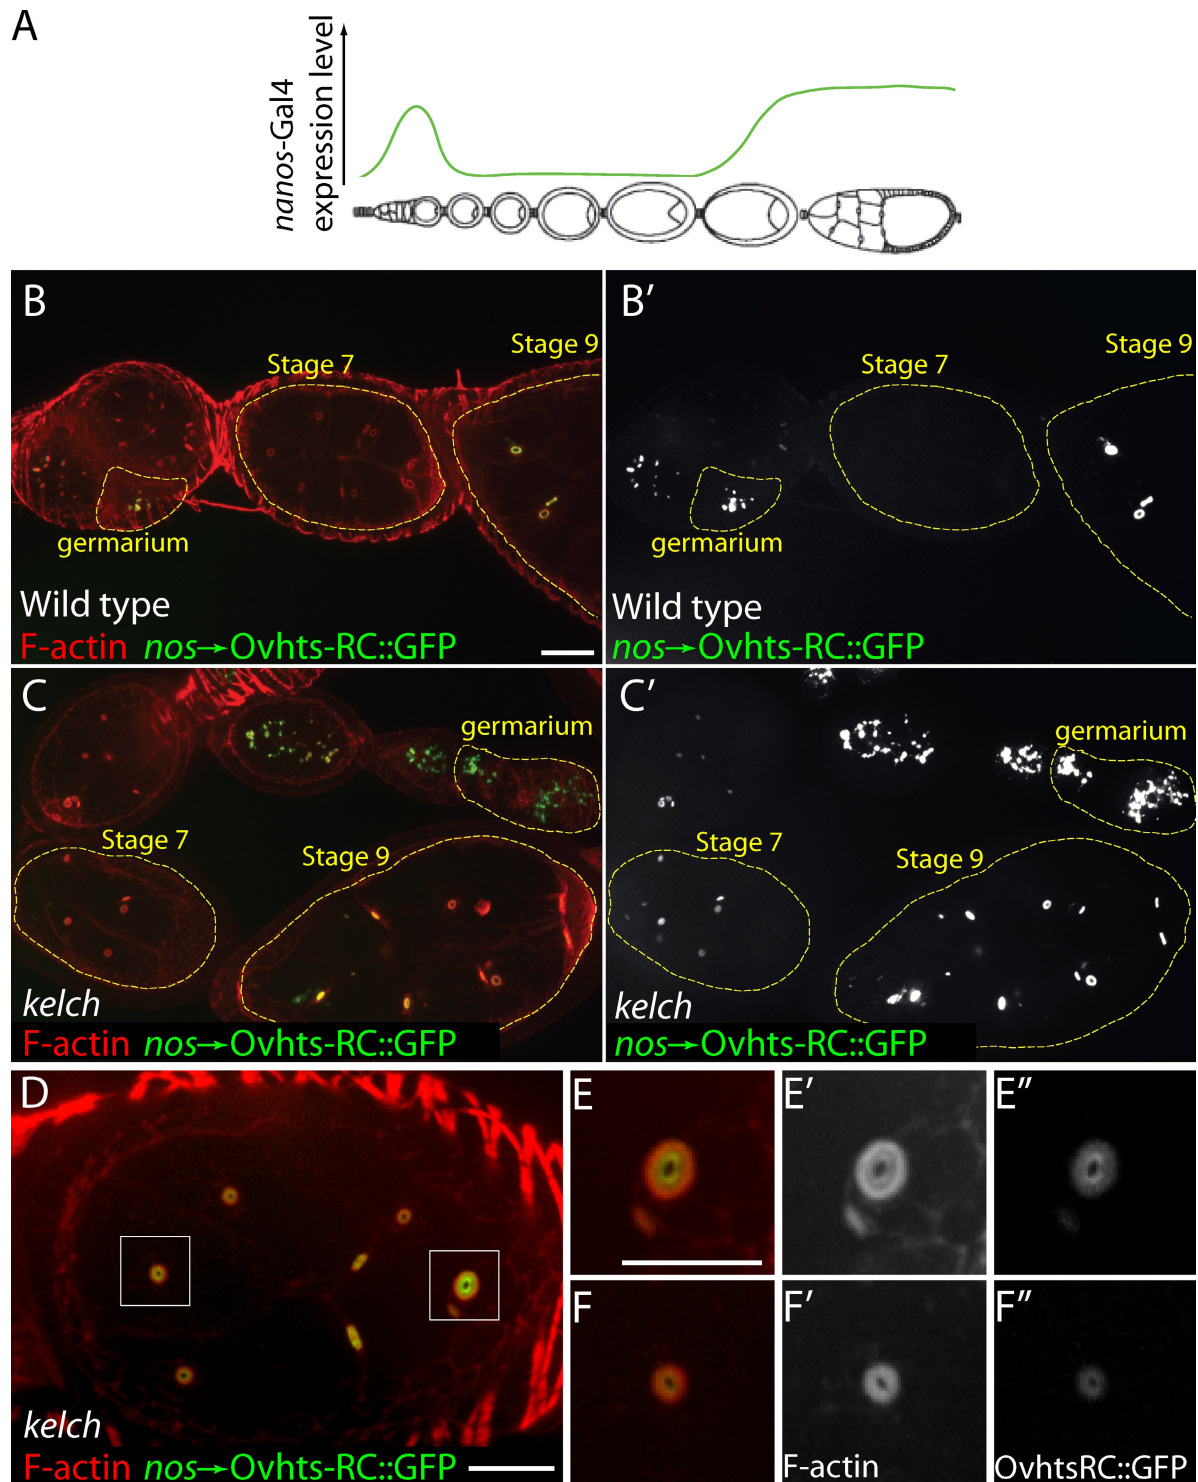 A
nanos-Gal4
expression level
B
Stage 7
Stage 9
germarium
Wild type
F-actin nos→Ovhts-RC::GFP
B′
Stage 7
Stage 9
germarium
Wild type
nos→Ovhts-RC::GFP
C
germarium
Stage 7
Stage 9
kelch
F-actin nos→Ovhts-RC::GFP
C′
germarium
Stage 7
Stage 9
kelch
nos→Ovhts-RC::GFP
D
kelch
F-actin nos→Ovhts-RC::GFP
E
E′
E″
F
F′
F-actin
F″
OvhtsRC::GFP